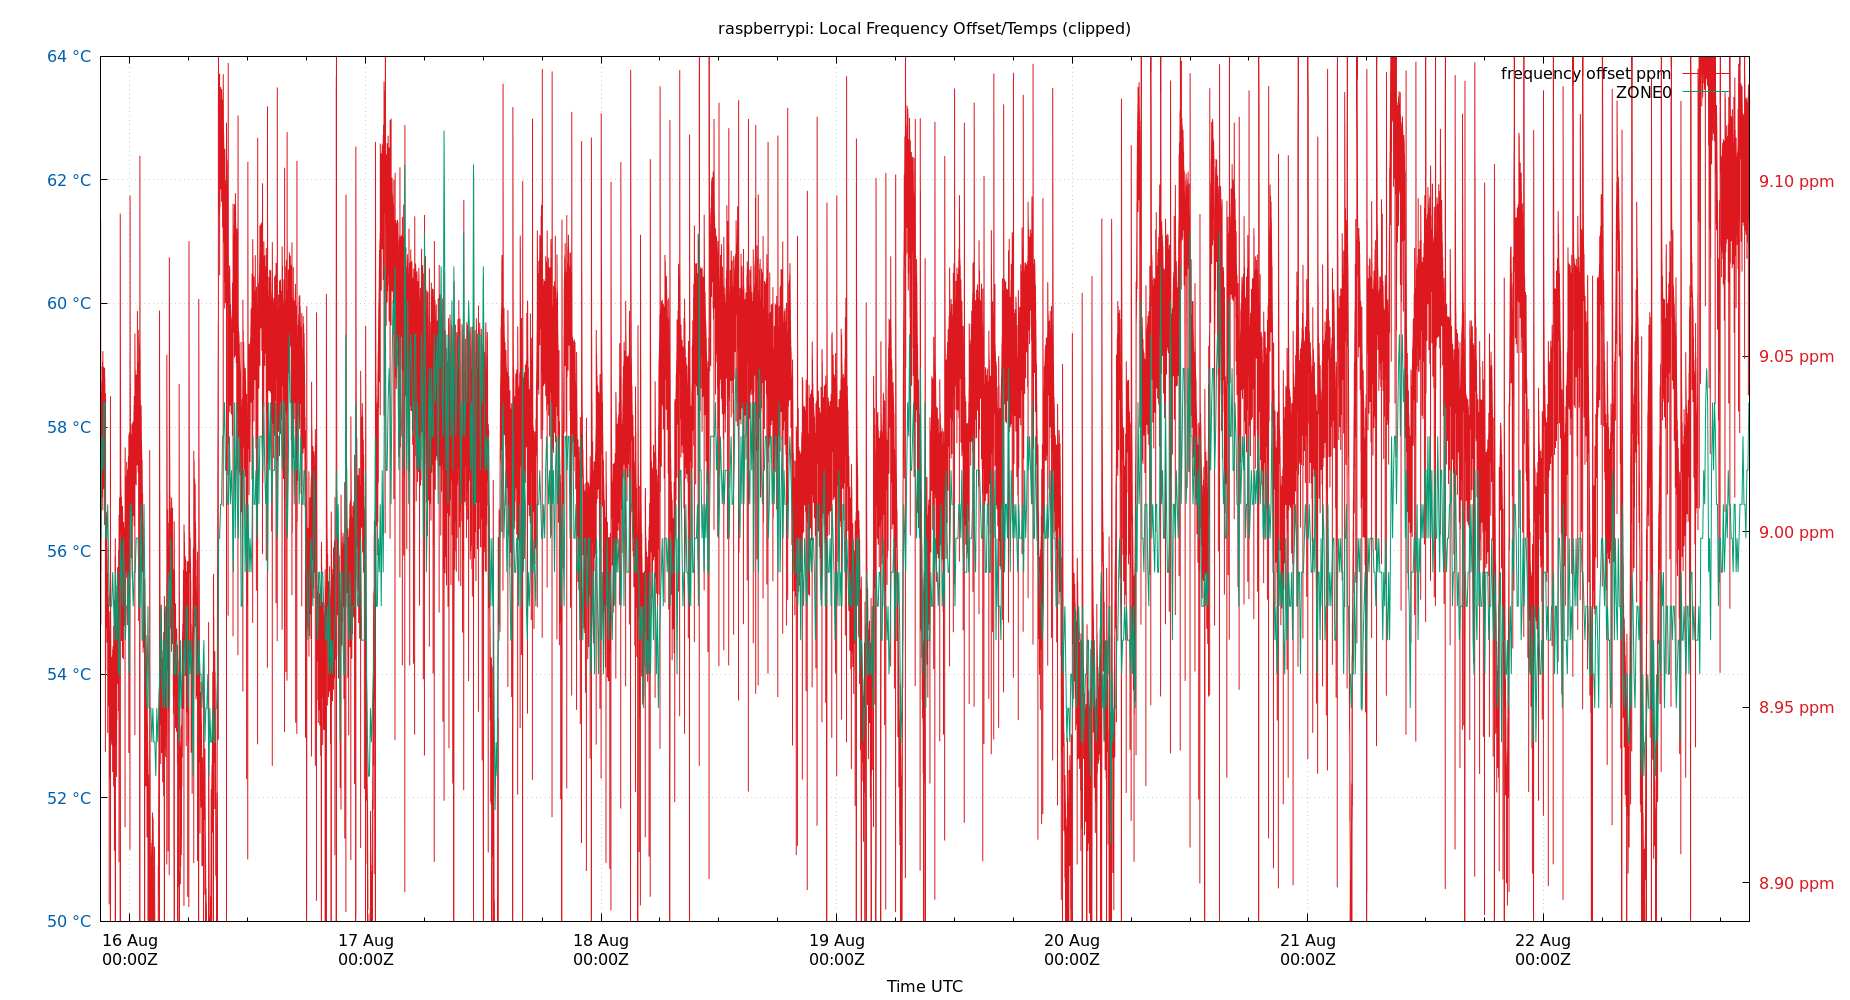 raspberrypi: Local Frequency Offset/Temps (clipped)
frequency offset ppm
ZONE0
64 °C
62 °C
60 °C
58 °C
56 °C
54 °C
52 °C
50 °C
9.10 ppm
9.05 ppm
9.00 ppm
8.95 ppm
8.90 ppm
16 Aug
00:00Z
17 Aug
00:00Z
18 Aug
00:00Z
19 Aug
00:00Z
20 Aug
00:00Z
21 Aug
00:00Z
22 Aug
00:00Z
Time UTC